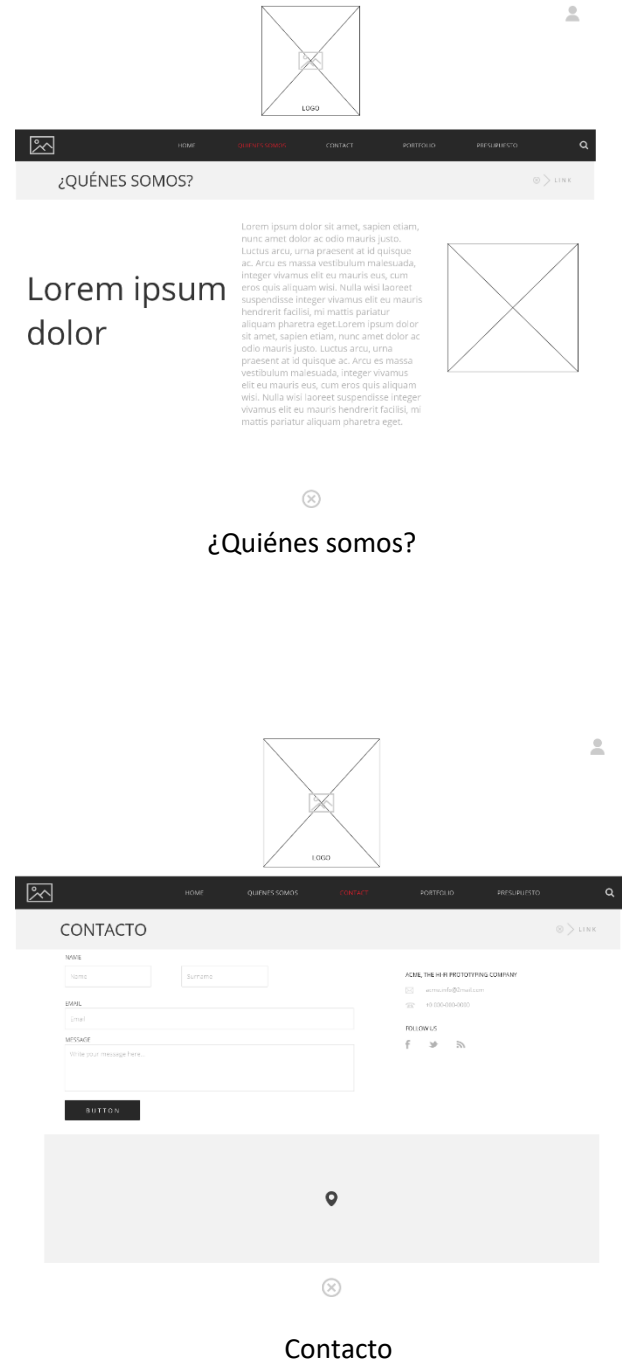 LOGO
HOME QUIENES SOMOS CONTACT PORTFOLIO PRESUPUESTO
¿QUÉNES SOMOS? LINK
Lorem ipsum
dolor
Lorem ipsum dolor sit amet, sapien etiam,
nunc amet dolor ac odio mauris justo.
Luctus arcu, urna praesent at id quisque
ac. Arcu es massa vestibulum malesuada,
integer vivamus elit eu mauris eus, cum
eros quis aliquam wisi. Nulla wisi laoreet
suspendisse integer vivamus elit eu mauris
hendrerit facilisi, mi mattis pariatur
aliquam pharetra eget.Lorem ipsum dolor
sit amet, sapien etiam, nunc amet dolor ac
odio mauris justo. Luctus arcu, urna
praesent at id quisque ac. Arcu es massa
vestibulum malesuada, integer vivamus
elit eu mauris eus, cum eros quis aliquam
wisi. Nulla wisi laoreet suspendisse integer
vivamus elit eu mauris hendrerit facilisi, mi
mattis pariatur aliquam pharetra eget.
¿Quiénes somos?
LOGO
HOME QUIENES SOMOS CONTACT PORTFOLIO PRESUPUESTO
CONTACTO LINK
NAME
Name Surname
EMAIL
Email
MESSAGE
Write your message here..
BUTTON
ACME, THE HI-FI PROTOTYPING COMPANY
FOLLOW US
Contacto